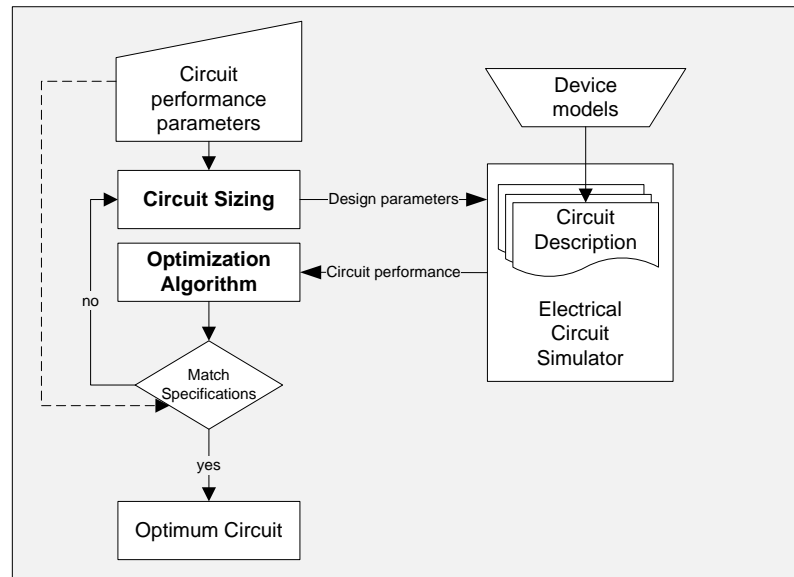 Circuit
performance
parameters
Device
models
Circuit Sizing
Design parameters
Circuit
Description
Optimization
Algorithm
Circuit performance
Electrical
Circuit
Simulator
no
Match
Specifications
yes
Optimum Circuit